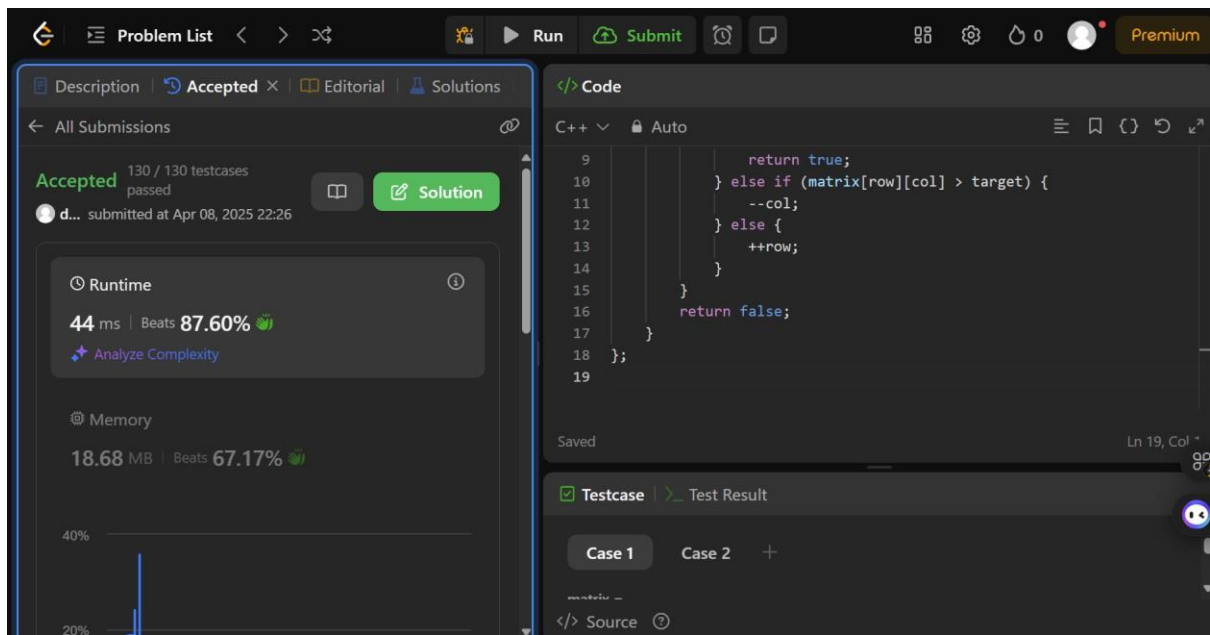 Problem List
Run
Submit
0
Premium
Description
Accepted
Editorial
Solutions
All Submissions
Accepted
130 / 130 testcases
passed
Solution
d... submitted at Apr 08, 2025 22:26
Runtime
44 ms | Beats 87.60%
Analyze Complexity
Memory
18.68 MB | Beats 67.17%
40%
20%
</> Code
C++
Auto
9 return true;
10 } else if (matrix[row][col] > target) {
11 --col;
12 } else {
13 ++row;
14 }
15 }
16 return false;
17 }
18 };
19
Saved
Ln 19, Col
Testcase
>_ Test Result
Case 1
Case 2
+
matrix =
</> Source